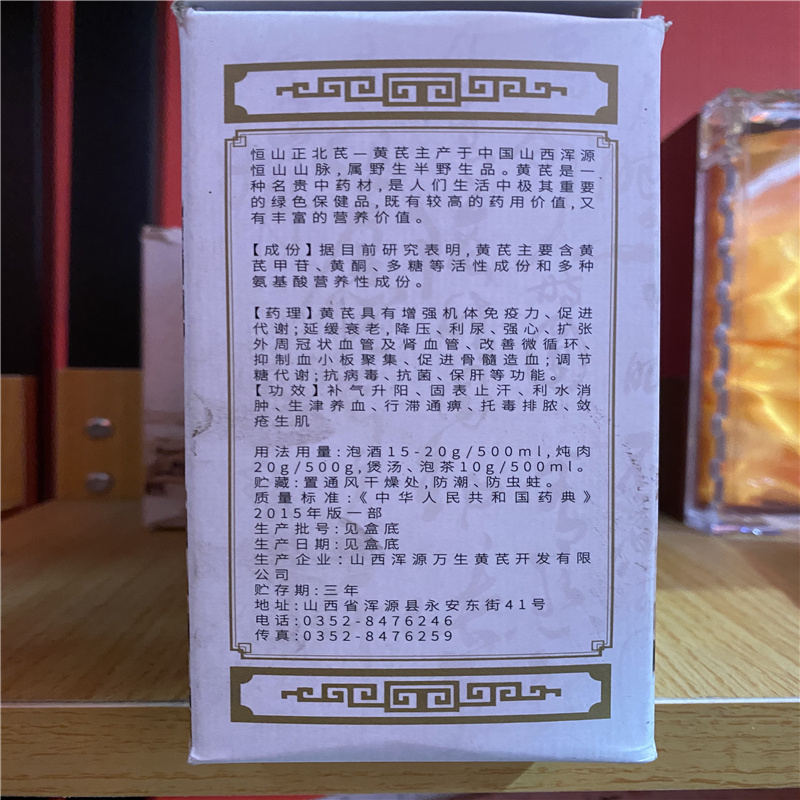 恒山正北芪—黄芪主产于中国山西浑源
恒山山脉,属野生半野生品。黄芪是一
种名贵中药材,是人们生活中极其重要
的绿色保健品,既有较高的药用价值,又
有丰富的营养价值。
【成份】据目前研究表明,黄芪主要含黄
芪甲苷、黄酮、多糖等活性成份和多种
氨基酸营养性成份。
【药理】黄芪具有增强机体免疫力、促进
代谢;延缓衰老,降压、利尿、强心、扩张
外周冠状血管及肾血管、改善微循环、
抑制血小板聚集、促进骨髓造血;调节
糖代谢;抗病毒、抗菌、保肝等功能。
【功效】补气升阳、固表止汗、利水消
肿、生津养血、行滞通痹、托毒排脓、敛
疮生肌
用法用量:泡酒15-20g/500ml,炖肉
20g/500g,煲汤、泡茶10g/500ml。
贮藏:置通风干燥处,防潮、防虫蛀。
质量标准:《中华人民共和国药典》
2015年版一部
生产批号:见盒底
生产日期:见盒底
生产企业:山西浑源万生黄芪开发有限
公司
贮存期:三年
地址:山西省浑源县永安东街41号
电话:0352-8476246
传真:0352-8476259